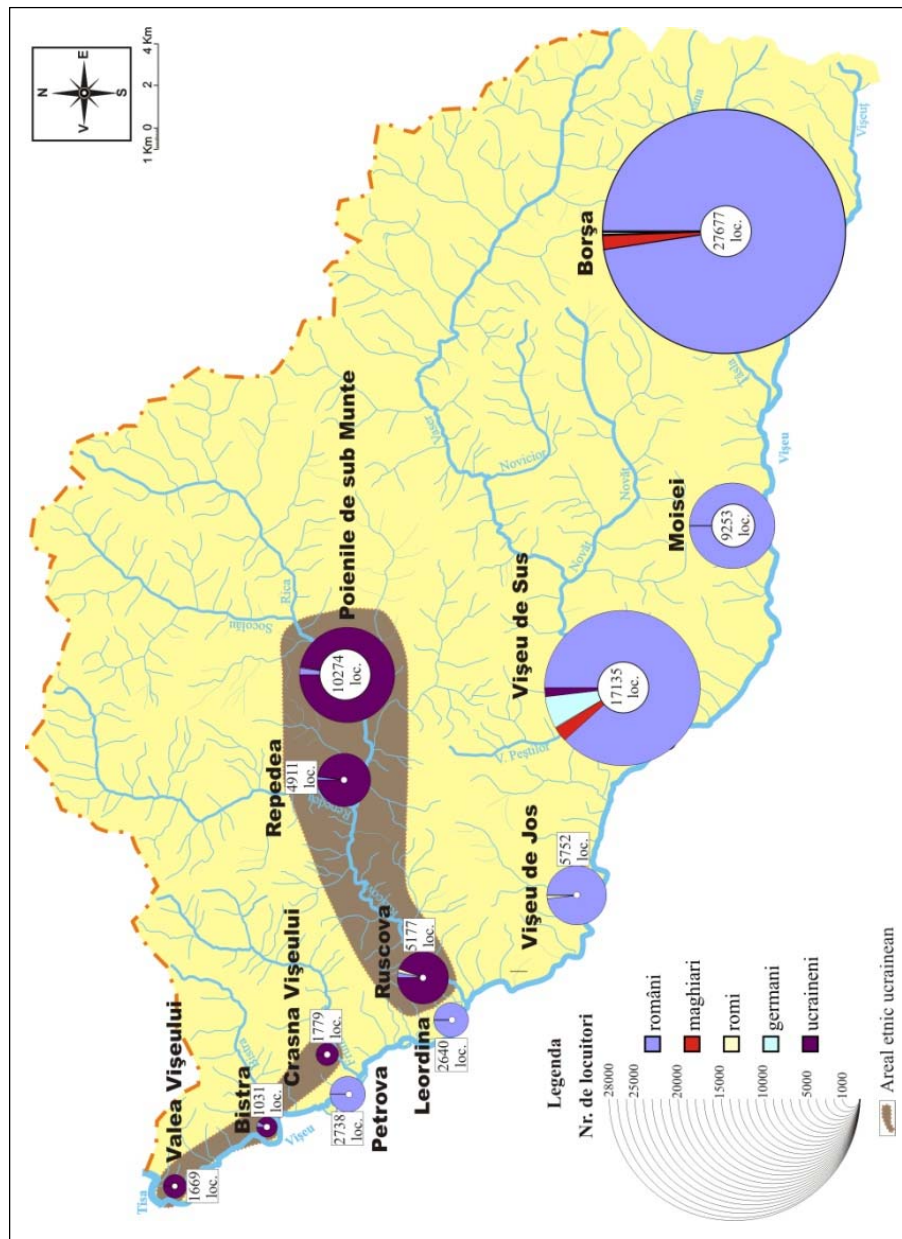 N
V
E
S
1 Km 0 2 4 Km
Tisa
Valea Vişeului
1669
loc.
Bistra
1031
loc.
Bistra
Vişeu
Crasna Vişeului
1779
loc.
Petrova
2738
loc.
Leordina
2640
loc.
Ruscova
5177
loc.
Repedea
4911
loc.
Poienile de sub Munte
10274
loc.
Socolău
Rica
Vişeu de Jos
5752
loc.
V. Peştilor
Vişeu de Sus
17135
loc.
Vaser
Novicior
Novăţ
Novăţ
Moisei
9253
loc.
Vişeu
Borşa
27677
loc.
Vişeuţ
Legenda
Nr. de locuitori
28000
25000
20000
15000
10000
5000
1000
români
maghiari
romi
germani
ucraineni
Areal etnic ucrainean